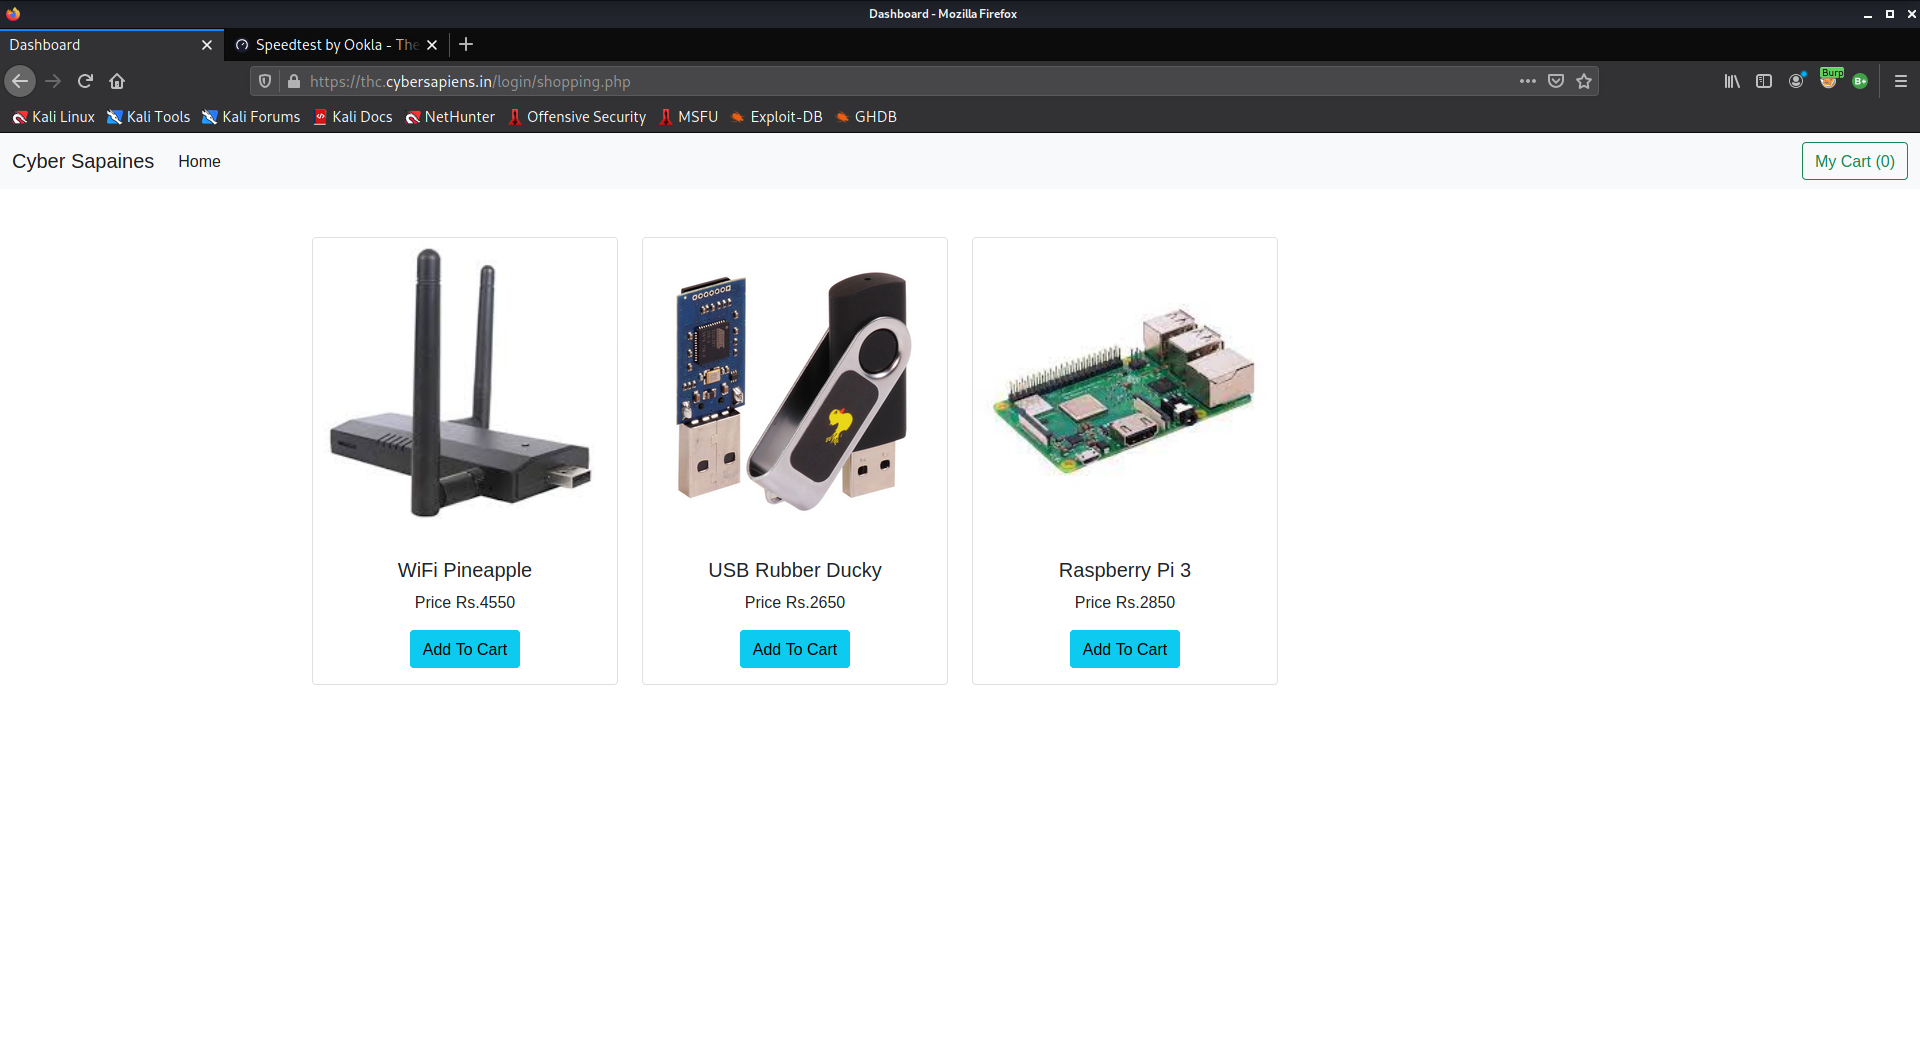 Dashboard - Mozilla Firefox
Dashboard
Speedtest by Ookla - The
https://thc.cybersapiens.in/login/shopping.php
Burp
B+
Kali Linux
Kali Tools
Kali Forums
Kali Docs
NetHunter
Offensive Security
MSFU
Exploit-DB
GHDB
Cyber Sapaines
Home
My Cart (0)
WiFi Pineapple
Price Rs.4550
Add To Cart
USB Rubber Ducky
Price Rs.2650
Add To Cart
Raspberry Pi 3
Price Rs.2850
Add To Cart